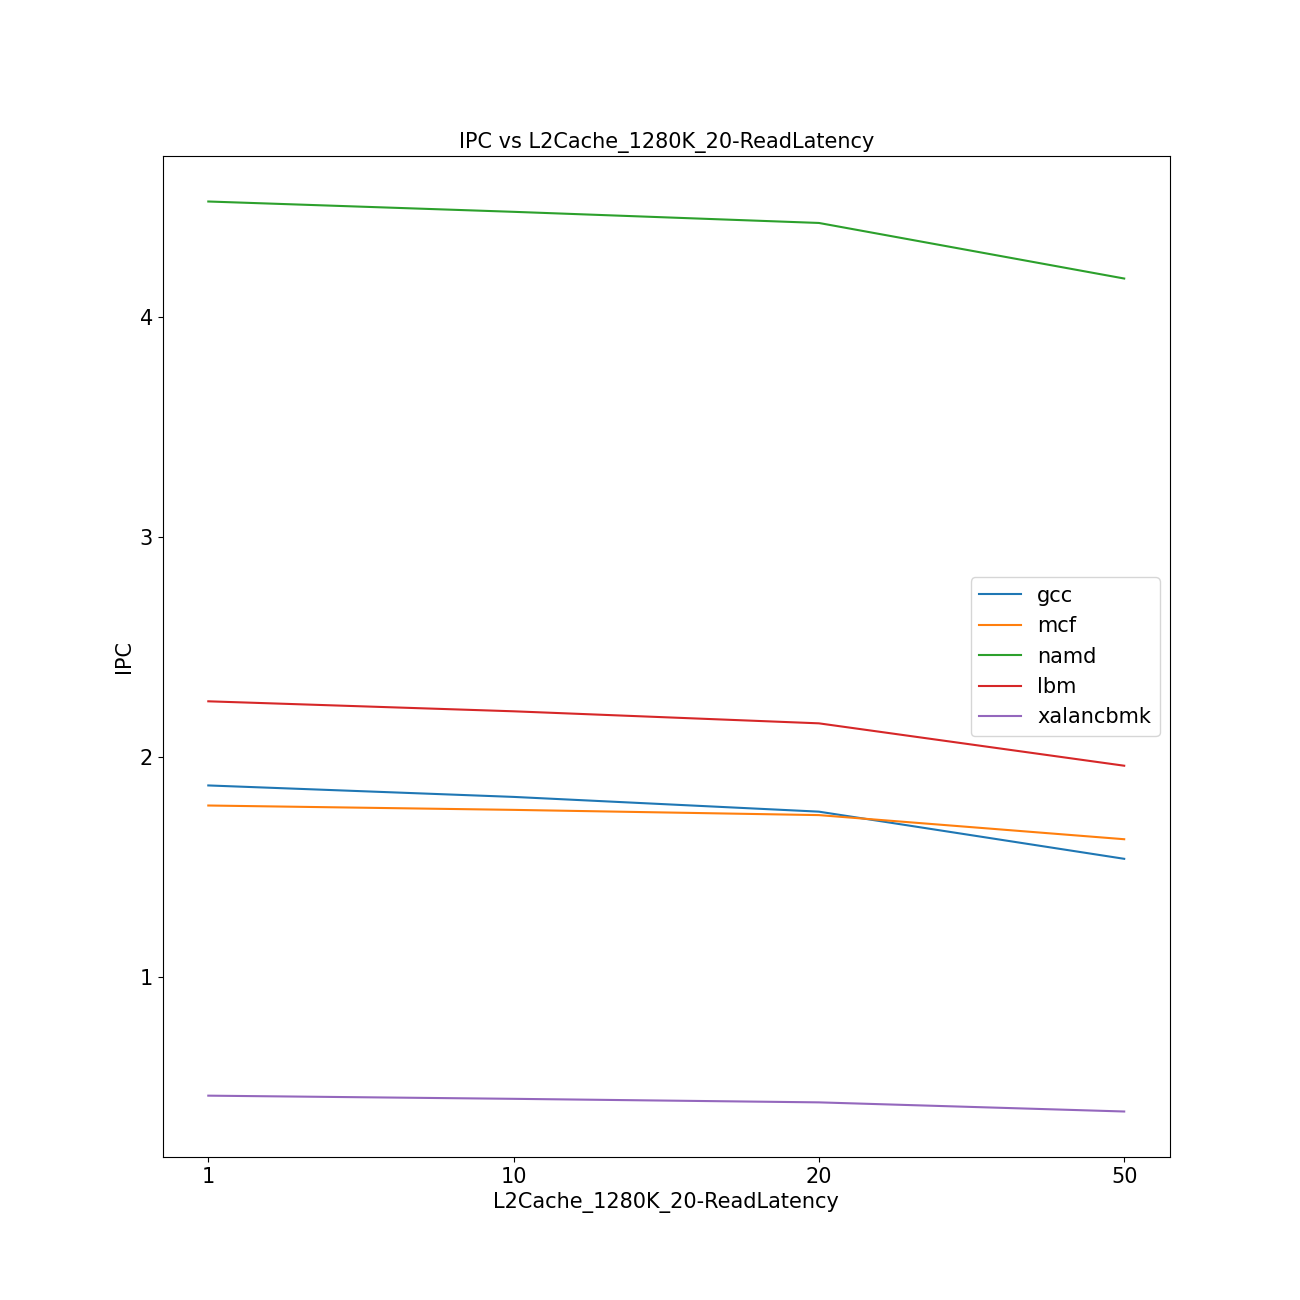 IPC vs L2Cache_1280K_20-ReadLatency
4
3
2
1
IPC
gcc
mcf
namd
lbm
xalancbmk
1 10 20 50
L2Cache_1280K_20-ReadLatency